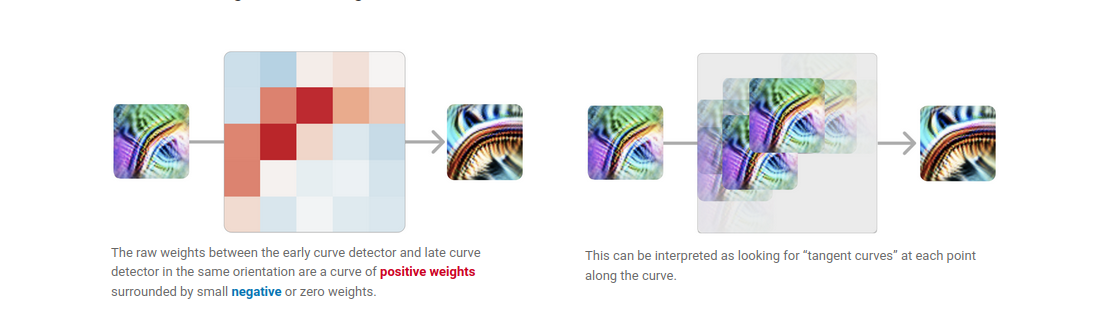 The raw weights between the early curve detector and late curve
detector in the same orientation are a curve of positive weights
surrounded by small negative or zero weights.
This can be interpreted as looking for “tangent curves” at each point
along the curve.